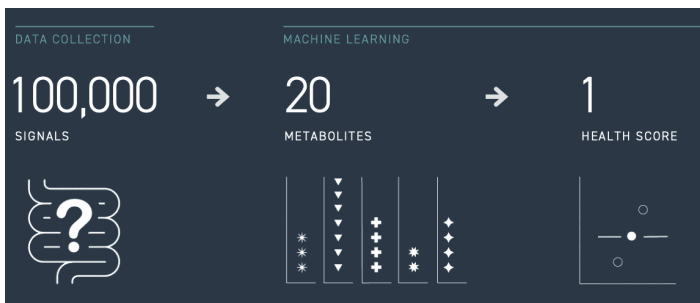 DATA COLLECTION
MACHINE LEARNING
100,000
20
1
SIGNALS
METABOLITES
HEALTH SCORE
?